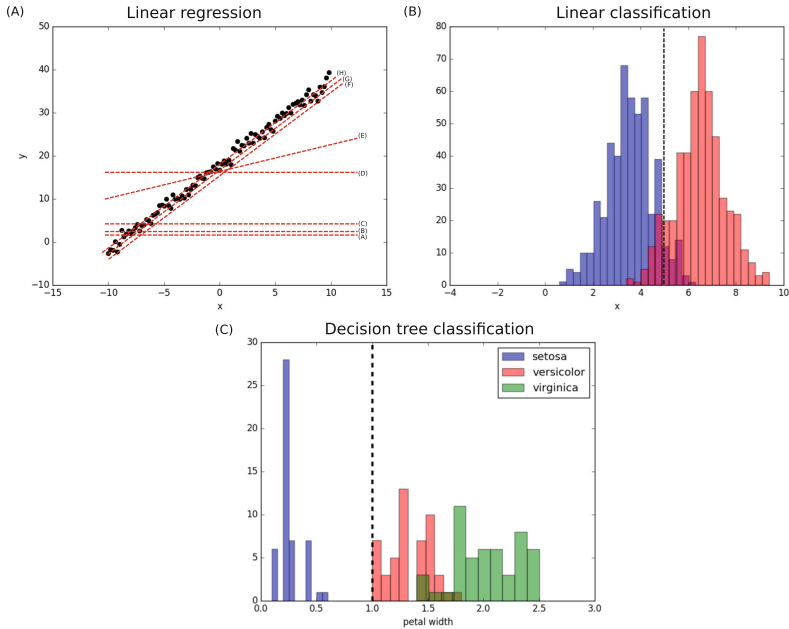 (A) Linear regression
50
40
30
20
10
0
−10
−15 −10 −5 0 5 10 15
x
y
(H)
(G)
(F)
(E)
(D)
(C)
(B)
(A)
(B) Linear classification
80
70
60
50
40
30
20
10
0
−4 −2 0 2 4 6 8 10
x
(C) Decision tree classification
30
25
20
15
10
5
0
0.0 0.5 1.0 1.5 2.0 2.5 3.0
petal width
setosa
versicolor
virginica